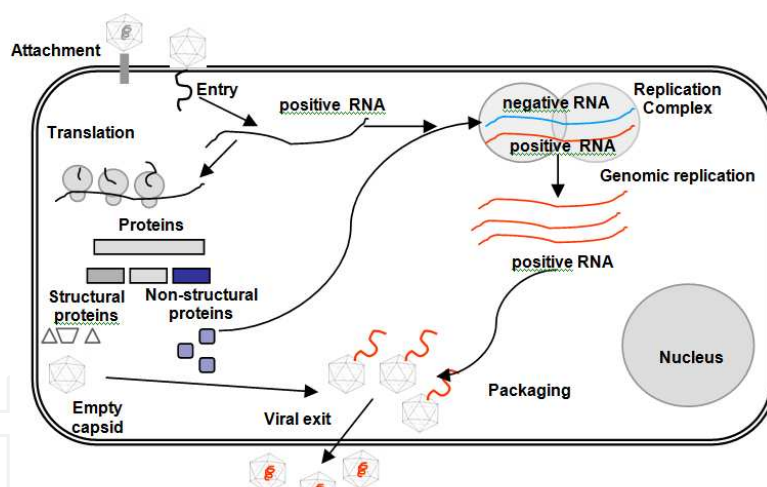 Attachment
Entry
positive RNA
negative RNA
positive RNA
Replication
Complex
Translation
Genomic replication
Proteins
positive RNA
Structural
proteins
Non-structural
proteins
Nucleus
Packaging
Empty
capsid
Viral exit